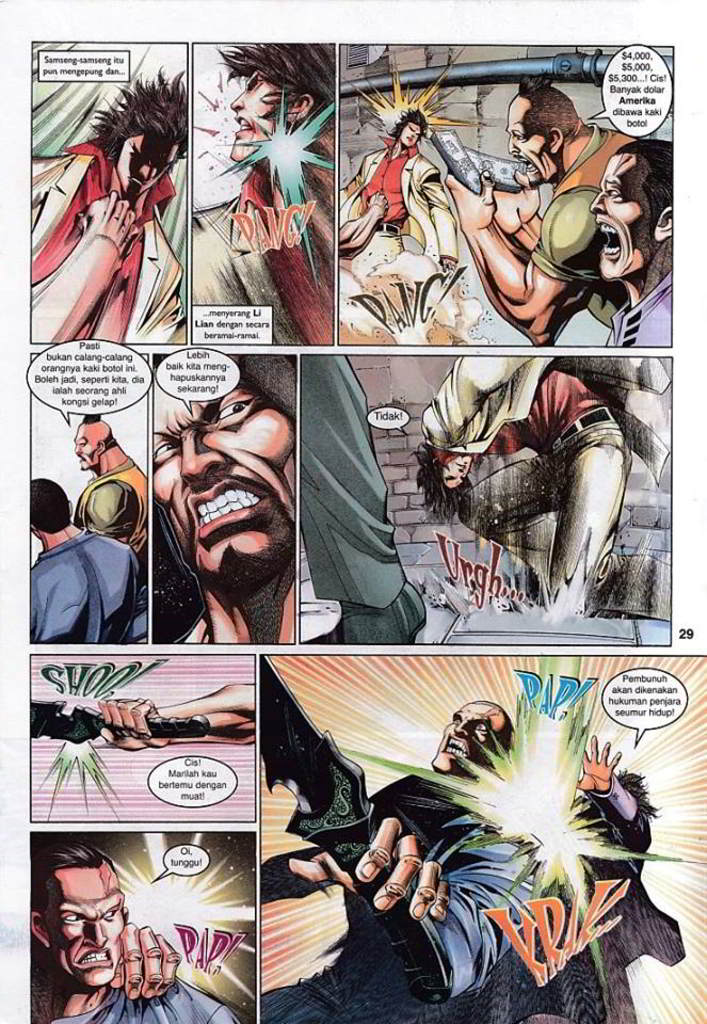 Samseng-samseng itu
pun mengepung dan...
PANG!
...menyerang Li
Lian dengan secara
beramai-ramai.
$4,000,
$5,000,
$5,300...! Cis!
Banyak dolar
Amerika
dibawa kaki
botol
PANG!
Pasti
bukan calang-calang
orangnya kaki botol ini.
Boleh jadi, seperti kita, dia
ialah seorang ahli
kongsi gelap!
Lebih
baik kita meng-
hapuskannya
sekarang!
Tidak!
Urgh...
29
SHOO!
Cis!
Marilah kau
bertemu dengan
muat!
Oi,
tunggu!
PAP!
PAP!
Pembunuh
akan dikenakan
hukuman penjara
seumur hidup!
KRAK!